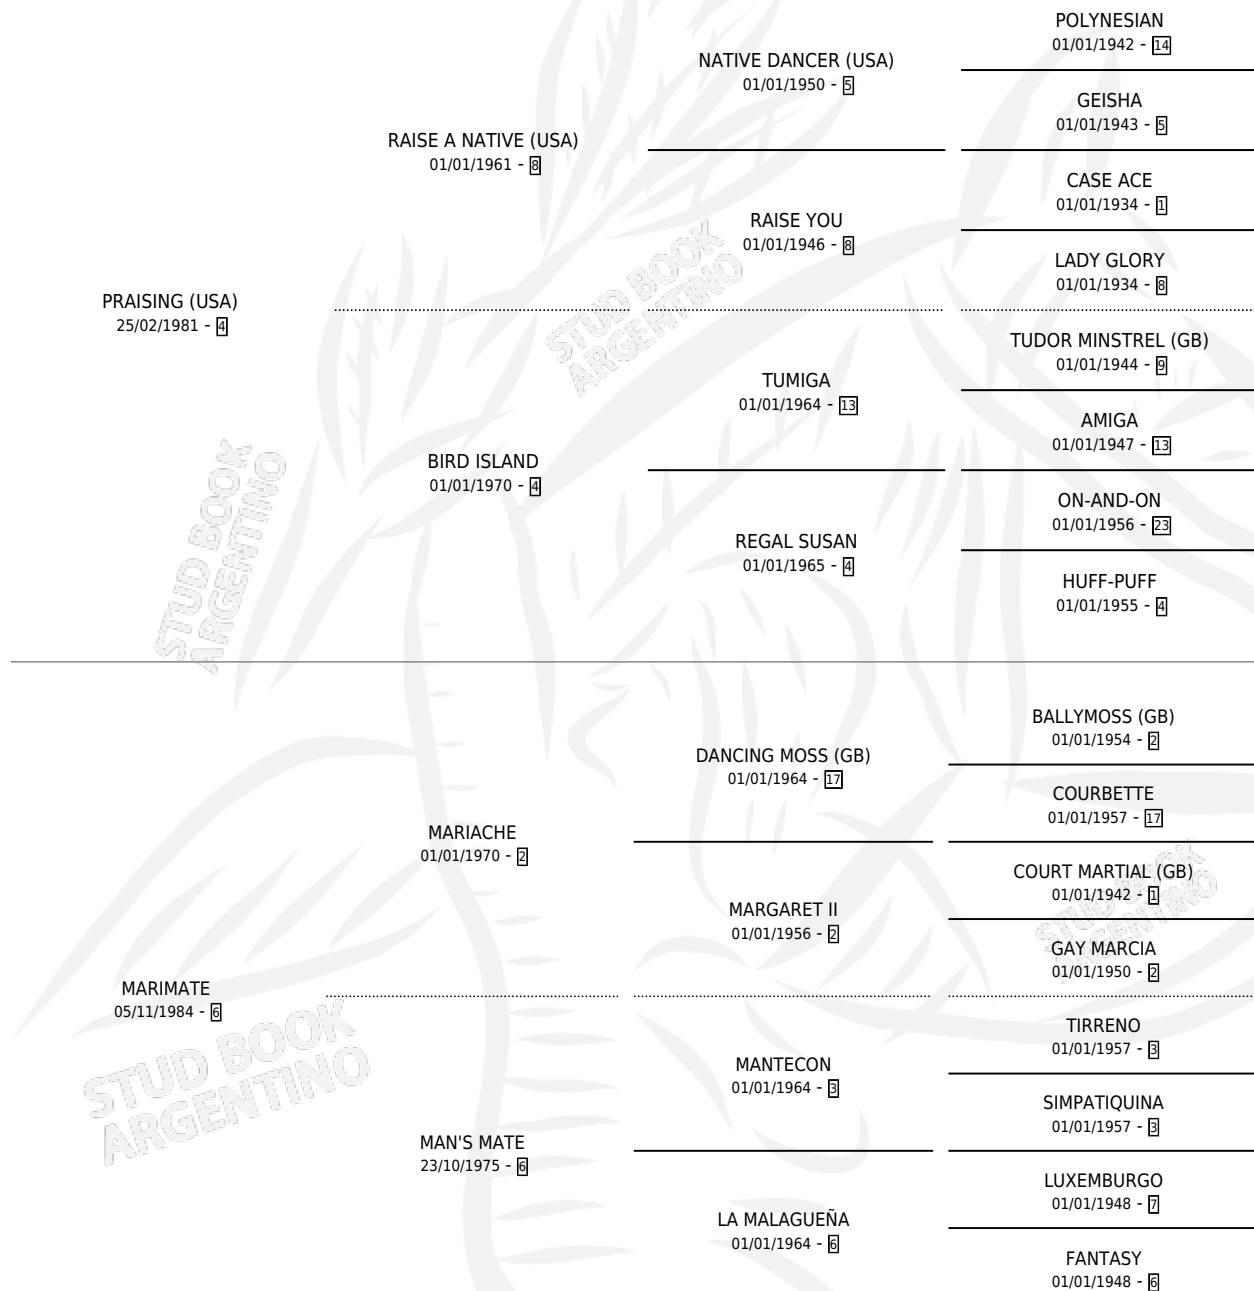 POLYNESIAN
01/01/1942 - 14
NATIVE DANCER (USA)
01/01/1950 - 5
GEISHA
01/01/1943 - 5
RAISE A NATIVE (USA)
01/01/1961 - 8
CASE ACE
01/01/1934 - 1
RAISE YOU
01/01/1946 - 8
LADY GLORY
01/01/1934 - 8
PRAISING (USA)
25/02/1981 - 4
TUDOR MINSTREL (GB)
01/01/1944 - 9
TUMIGA
01/01/1964 - 13
AMIGA
01/01/1947 - 13
BIRD ISLAND
01/01/1970 - 4
ON-AND-ON
01/01/1956 - 23
REGAL SUSAN
01/01/1965 - 4
HUFF-PUFF
01/01/1955 - 4
BALLYMOSS (GB)
01/01/1954 - 2
DANCING MOSS (GB)
01/01/1964 - 17
COURBETTE
01/01/1957 - 17
MARIACHE
01/01/1970 - 2
COURT MARTIAL (GB)
01/01/1942 - 1
MARGARET II
01/01/1956 - 2
GAY MARCIA
01/01/1950 - 2
MARIMATE
05/11/1984 - 6
TIRRENO
01/01/1957 - 3
MANTECON
01/01/1964 - 3
SIMPATIQUINA
01/01/1957 - 3
MAN'S MATE
23/10/1975 - 6
LUXEMBURGO
01/01/1948 - 7
LA MALAGUEÑA
01/01/1964 - 6
FANTASY
01/01/1948 - 6
STUD BOOK
ARGENTINO
STUD BOOK
ARGENTINO
STUD BOOK
ARGENTINO
STUD BOOK
ARGENTINO